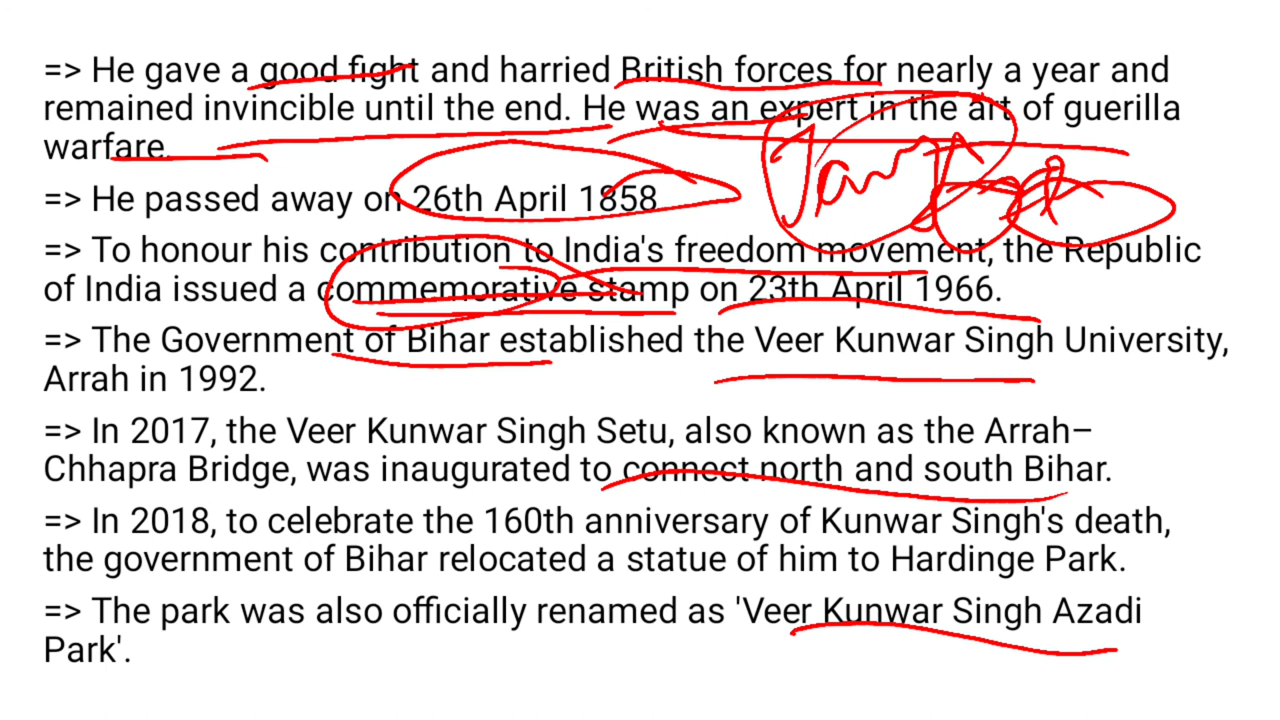 => He gave a good fight and harried British forces for nearly a year and
remained invincible until the end. He was an expert in the art of guerilla
warfare.
=> He passed away on 26th April 1858
=> To honour his contribution to India's freedom movement, the Republic
of India issued a commemorative stamp on 23th April 1966.
=> The Government of Bihar established the Veer Kunwar Singh University,
Arrah in 1992.
=> In 2017, the Veer Kunwar Singh Setu, also known as the Arrah–
Chhapra Bridge, was inaugurated to connect north and south Bihar.
=> In 2018, to celebrate the 160th anniversary of Kunwar Singh's death,
the government of Bihar relocated a statue of him to Hardinge Park.
=> The park was also officially renamed as 'Veer Kunwar Singh Azadi
Park'.